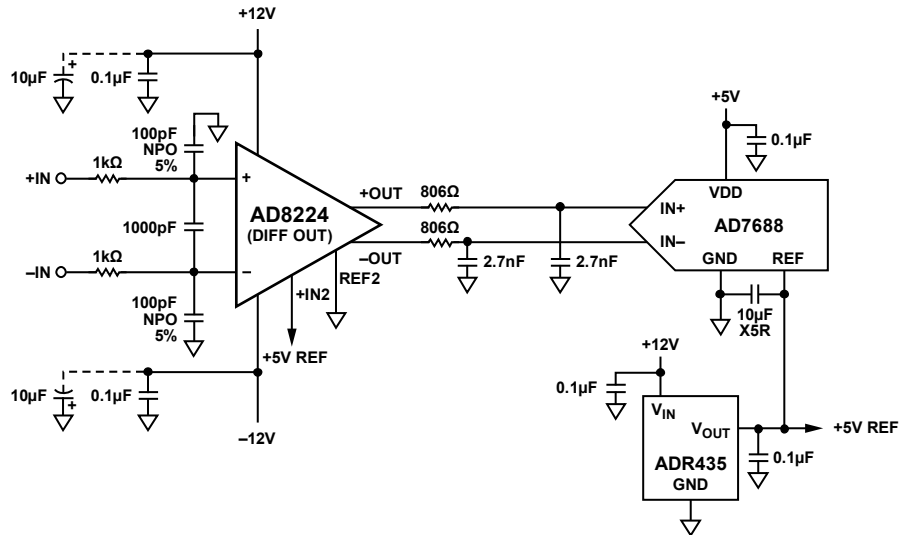 +12V
10µF
+
0.1µF
100pF
NPO
5%
1kΩ
+IN
1000pF
1kΩ
–IN
100pF
NPO
5%
+
AD8224
(DIFF OUT)
–
+OUT
806Ω
806Ω
–OUT
REF2
+IN2
+5V REF
2.7nF
2.7nF
10µF
+
0.1µF
–12V
+5V
0.1µF
VDD
IN+
AD7688
IN–
GND
REF
10µF
X5R
+12V
0.1µF
VIN
VOUT
+5V REF
ADR435
GND
0.1µF